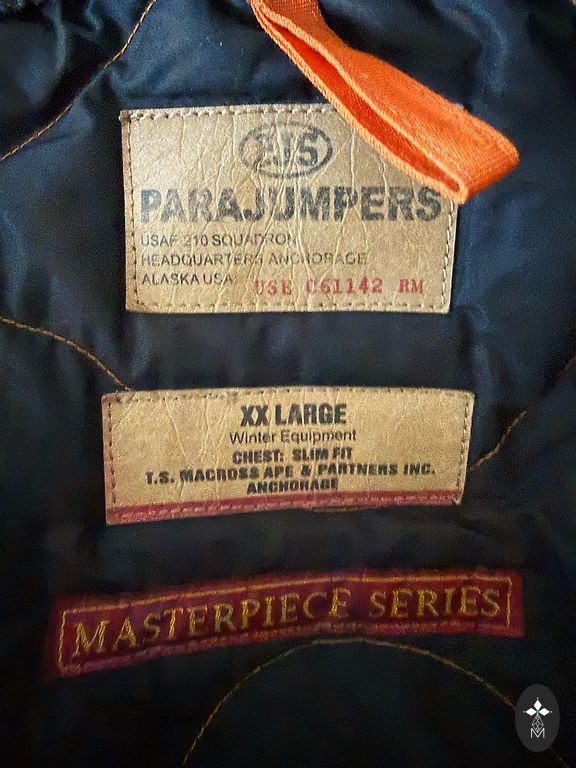 PJS
PARAJUMPERS
USAF 210 SQUADRON
HEADQUARTERS ANCHORAGE
ALASKA USA: USE 061142 RM
XX LARGE
Winter Equipment
CHEST: SLIM FIT
T.S. MACROSS APE & PARTNERS INC.
ANCHORAGE
MASTERPIECE SERIES
M